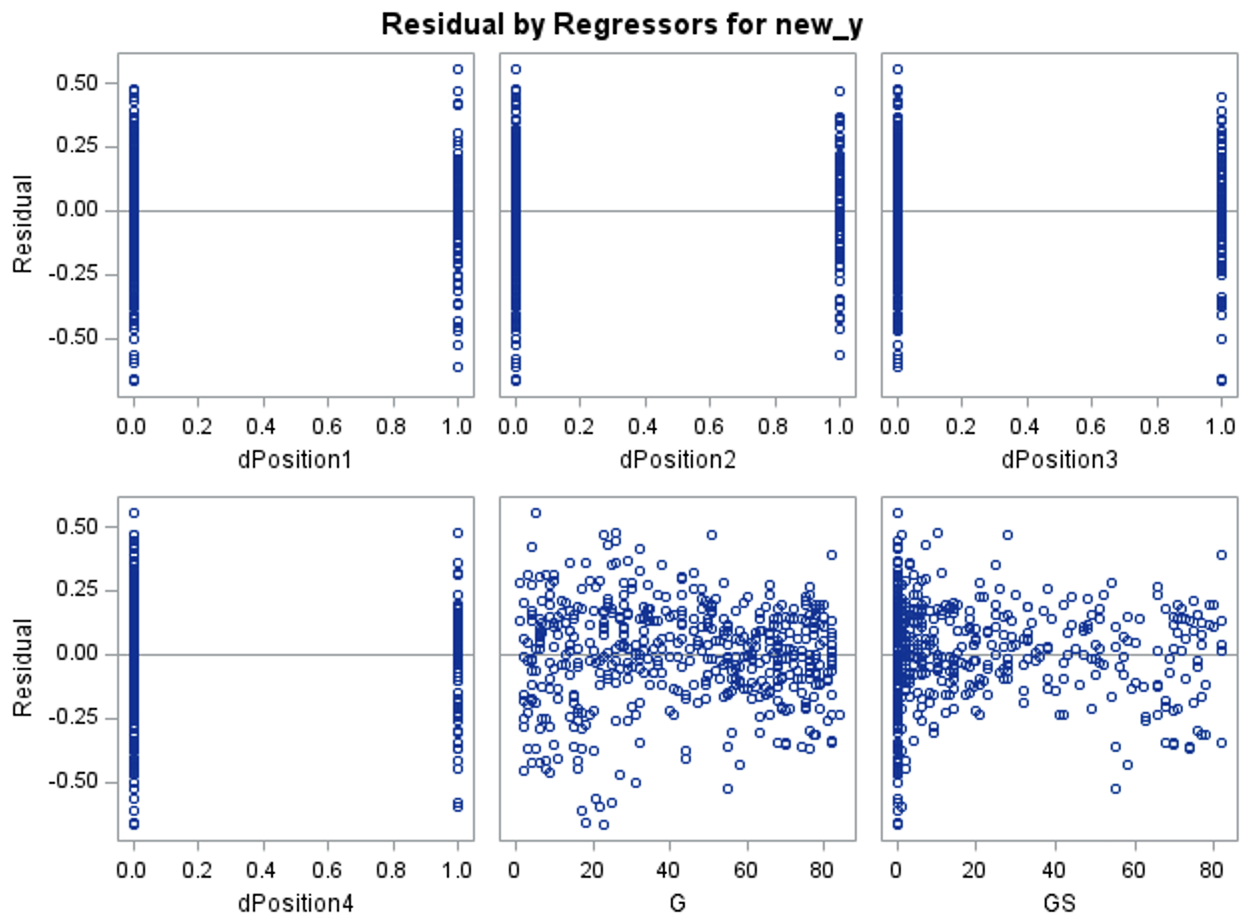 Residual by Regressors for new_y
Residual
0.50
0.25
0.00
-0.25
-0.50
0.0 0.2 0.4 0.6 0.8 1.0
dPosition1
0.0 0.2 0.4 0.6 0.8 1.0
dPosition2
0.0 0.2 0.4 0.6 0.8 1.0
dPosition3
Residual
0.50
0.25
0.00
-0.25
-0.50
0.0 0.2 0.4 0.6 0.8 1.0
dPosition4
0 20 40 60 80
G
0 20 40 60 80
GS